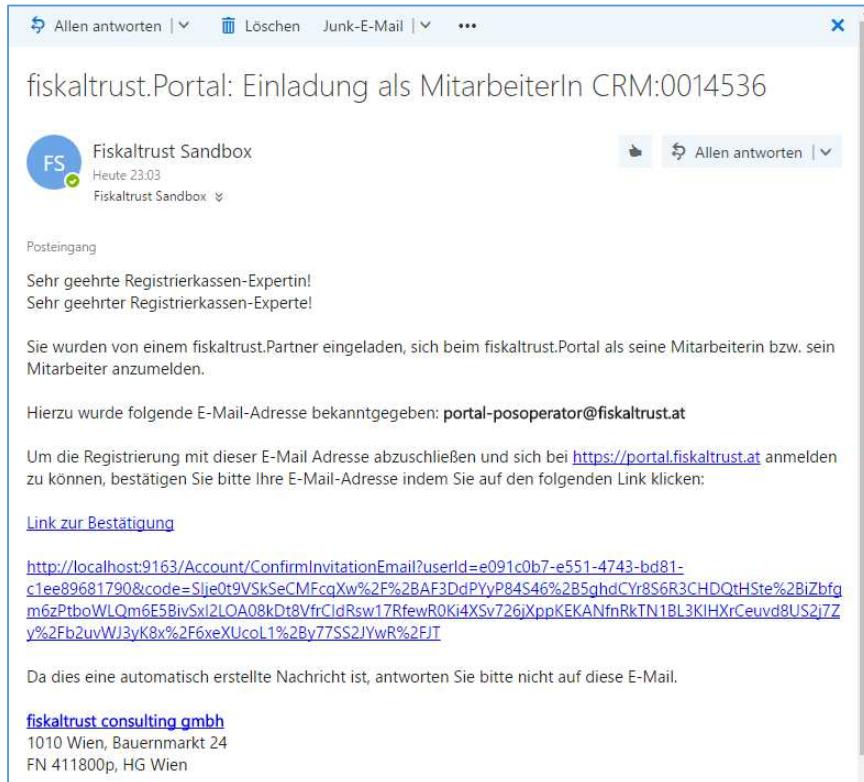 Allen antworten | Löschen Junk-E-Mail | •••
fiskaltrust.Portal: Einladung als MitarbeiterIn CRM:0014536
FS
Fiskaltrust Sandbox
Heute 23:03
Fiskaltrust Sandbox
Allen antworten |
Posteingang
Sehr geehrte Registrierkassen-Expertin!
Sehr geehrter Registrierkassen-Experte!
Sie wurden von einem fiskaltrust.Partner eingeladen, sich beim fiskaltrust.Portal als seine Mitarbeiterin bzw. sein
Mitarbeiter anzumelden.
Hierzu wurde folgende E-Mail-Adresse bekanntgegeben: portal-posoperator@fiskaltrust.at
Um die Registrierung mit dieser E-Mail Adresse abzuschließen und sich bei https://portal.fiskaltrust.at anmelden
zu können, bestätigen Sie bitte Ihre E-Mail-Adresse indem Sie auf den folgenden Link klicken:
Link zur Bestätigung
http://localhost:9163/Account/ConfirmInvitationEmail?userId=e091c0b7-e551-4743-bd81-
c1ee89681790&code=Slje0t9VSkSeCMFcqXw%2F%2BAF3DdPYyP84S46%2B5ghdCYr8S6R3CHDQtHSte%2BiZbfg
m6zPtboWLQm6E5BivSxI2LOA08kDt8VfrCIdRsw17RfewR0Ki4XSv726jXppKEKANfnRkTN1BL3KIHXrCeuvd8US2j7Z
y%2Fb2uvWJ3yK8x%2F6xeXUcoL1%2By77SS2JYwR%2FJT
Da dies eine automatisch erstellte Nachricht ist, antworten Sie bitte nicht auf diese E-Mail.
fiskaltrust consulting gmbh
1010 Wien, Bauernmarkt 24
FN 411800p, HG Wien